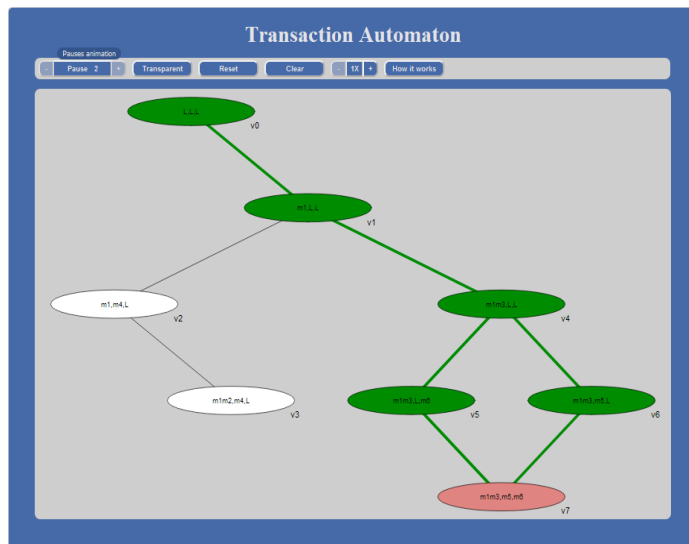 Transaction Automaton
Pauses animation
- Pause 2 + Transparent Reset Clear - 1X + How it works
L,L,L
v0
m1,L,L
v1
m1,m4,L
v2
m1m3,L,L
v4
m1m2,m4,L
v3
m1m3,L,m6
v5
m1m3,m5,L
v6
m1m3,m5,m6
v7